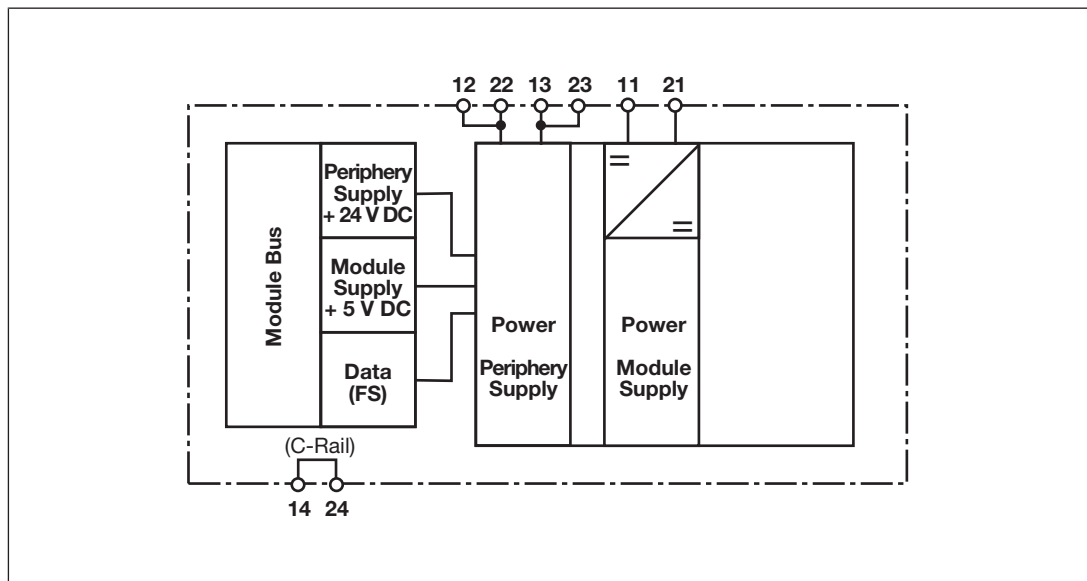 12 22 13 23 11 21
Module Bus
Periphery
Supply
+ 24 V DC
Module
Supply
+ 5 V DC
Data
(FS)
Power
Periphery
Supply
Power
Module
Supply
(C-Rail)
14 24